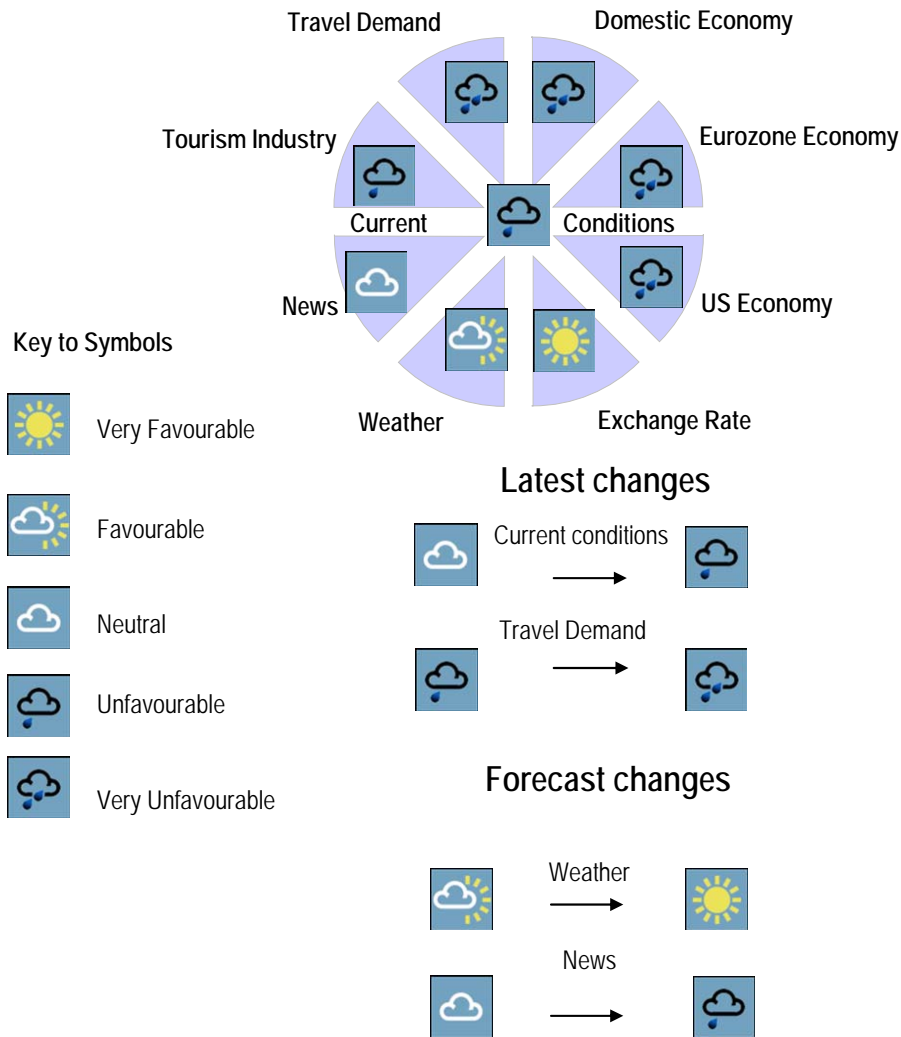 Travel Demand
Domestic Economy
Tourism Industry
Eurozone Economy
Current
Conditions
News
US Economy
Key to Symbols
Weather
Exchange Rate
Very Favourable
Favourable
Neutral
Unfavourable
Very Unfavourable
Latest changes
Current conditions
Travel Demand
Forecast changes
Weather
News